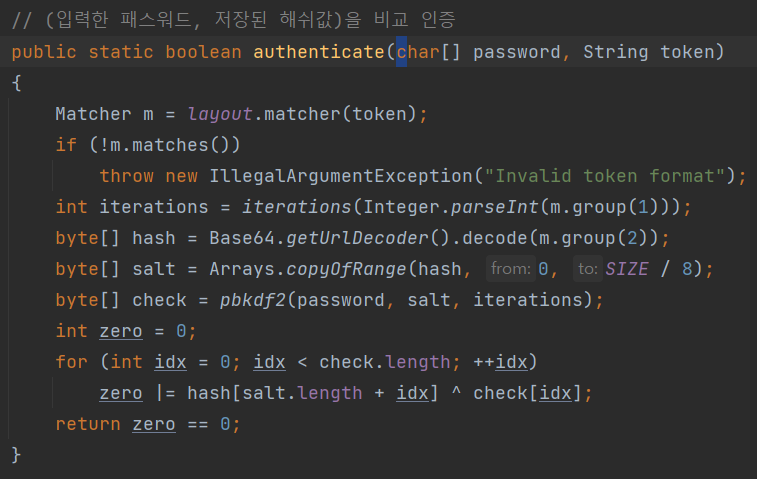 // (입력한 패스워드, 저장된 해쉬값)을 비교 인증
public static boolean authenticate(char[] password, String token)
{
    Matcher m = layout.matcher(token);
    if (!m.matches())
        throw new IllegalArgumentException("Invalid token format");
    int iterations = iterations(Integer.parseInt(m.group(1)));
    byte[] hash = Base64.getUrlDecoder().decode(m.group(2));
    byte[] salt = Arrays.copyOfRange(hash, from: 0, to: SIZE / 8);
    byte[] check = pbkdf2(password, salt, iterations);
    int zero = 0;
    for (int idx = 0; idx < check.length; ++idx)
        zero |= hash[salt.length + idx] ^ check[idx];
    return zero == 0;
}